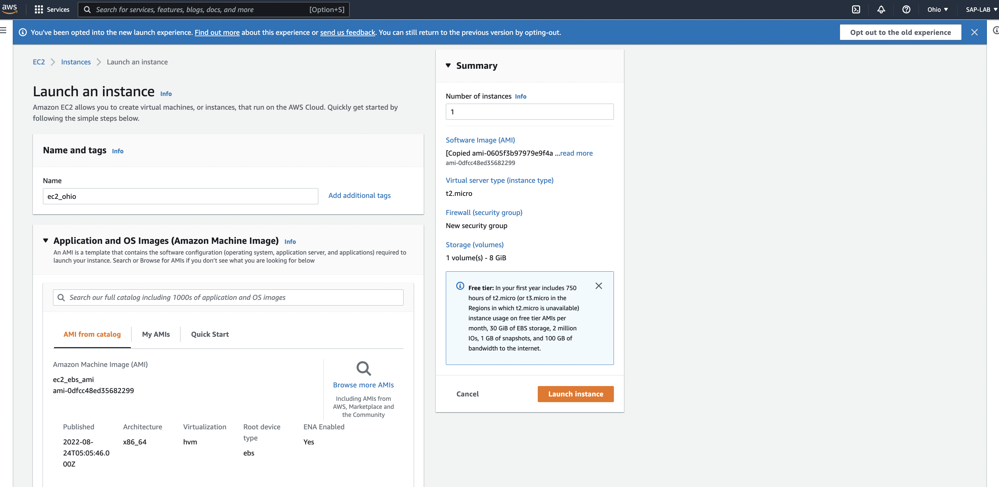 aws
Services
Search for services, features, blogs, docs, and more
[Option+S]
Ohio
SAP-LAB
You've been opted into the new launch experience. Find out more about this experience or send us feedback. You can still return to the previous version by opting-out.
Opt out to the old experience
EC2
Instances
Launch an instance
Launch an instance Info
Amazon EC2 allows you to create virtual machines, or instances, that run on the AWS Cloud. Quickly get started by
following the simple steps below.
Name and tags Info
Name
ec2_ohio
Add additional tags
Application and OS Images (Amazon Machine Image) Info
An AMI is a template that contains the software configuration (operating system, application server, and applications) required to
launch your instance. Search or Browse for AMIs if you don’t see what you are looking for below
Search our full catalog including 1000s of application and OS images
AMI from catalog
My AMIs
Quick Start
Amazon Machine Image (AMI)
ec2_ebs_ami
ami-0dfcc48ed35682299
Browse more AMIs
Including AMIs from
AWS, Marketplace and
the Community
Published
2022-08-
24T05:05:46.0
00Z
Architecture
x86_64
Virtualization
hvm
Root device
type
ebs
ENA Enabled
Yes
Summary
Number of instances Info
1
Software Image (AMI)
[Copied ami-0605f3b97979e9f4a ...read more
ami-0dfcc48ed35682299
Virtual server type (instance type)
t2.micro
Firewall (security group)
New security group
Storage (volumes)
1 volume(s) - 8 GiB
Free tier: In your first year includes 750
hours of t2.micro (or t3.micro in the
Regions in which t2.micro is unavailable)
instance usage on free tier AMIs per
month, 30 GiB of EBS storage, 2 million
IOs, 1 GB of snapshots, and 100 GB of
bandwidth to the internet.
Cancel
Launch instance